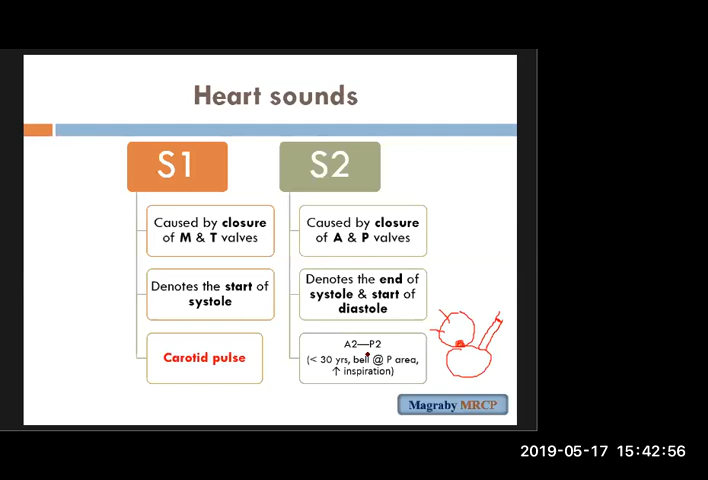 Heart sounds
S1
S2
Caused by closure
of M & T valves
Caused by closure
of A & P valves
Denotes the start of
systole
Denotes the end of
systole & start of
diastole
Carotid pulse
A2—P2
(< 30 yrs, bell @ P area,
↑ inspiration)
Magraby MRCP
2019-05-17 15:42:56